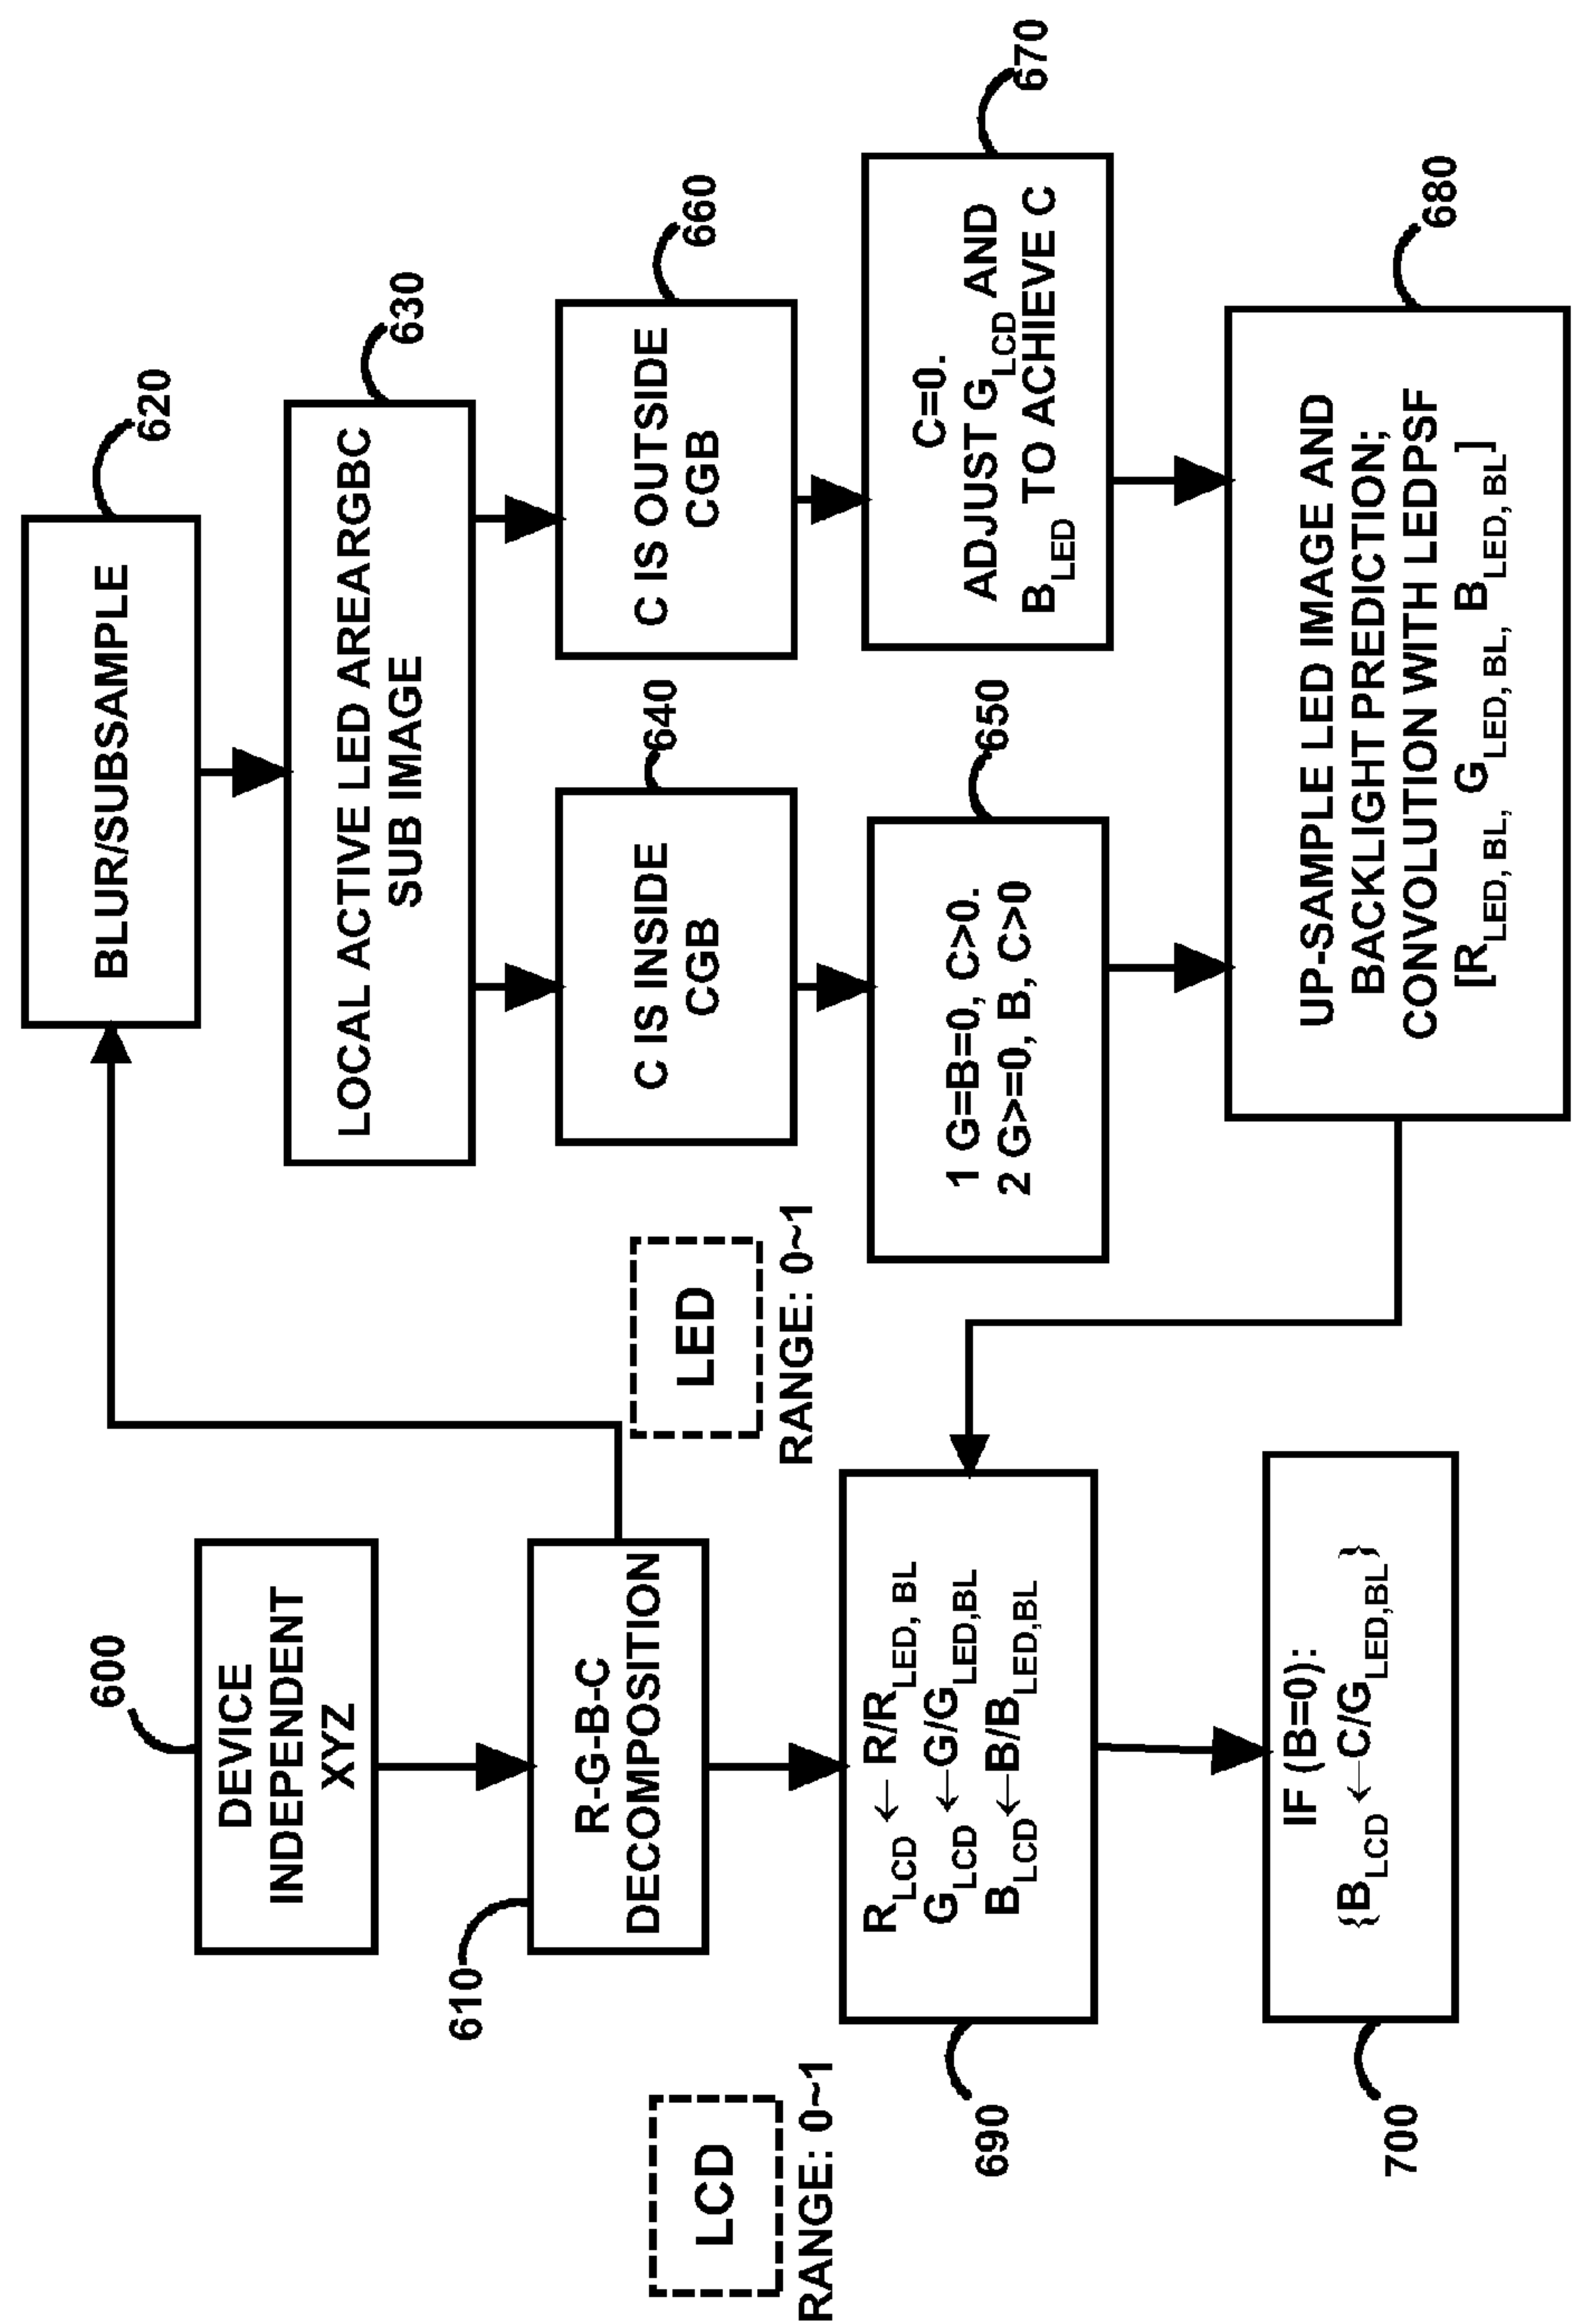 600
DEVICE
INDEPENDENT
XYZ
610
R-G-B-C
DECOMPOSITION
LCD
RANGE: 0~1
690
R_LCD ← R/R_LED, BL
G_LCD ← G/G_LED,BL
B_LCD ← B/B_LED,BL
700
IF (B=0):
{B_LCD ← C/G_LED,BL}
LED
RANGE: 0~1
620
BLUR/SUBSAMPLE
630
LOCAL ACTIVE LED AREARGBC
SUB IMAGE
640
C IS INSIDE
CGB
660
C IS OUTSIDE
CGB
650
1 G=B=0, C>0.
2 G>=0, B, C>0
670
C=0.
ADJUST G_LCD AND
B_LED TO ACHIEVE C
680
UP-SAMPLE LED IMAGE AND
BACKLIGHT PREDICTION;
CONVOLUTION WITH LEDPSF
[R_LED, BL, G_LED, BL, B_LED, BL]